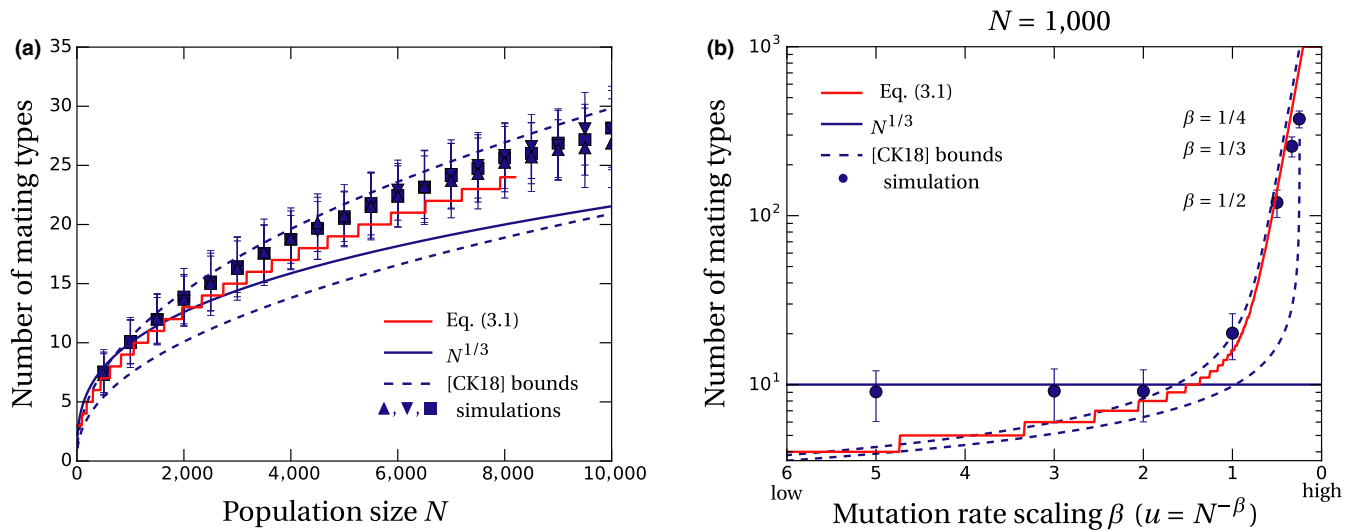 N = 1,000
(a)
35
30
25
20
15
10
5
0
Number of mating types
0 2,000 4,000 6,000 8,000 10,000
Population size N
Eq. (3.1)
N^{1/3}
[CK18] bounds
▲, ▼, ■ simulations
(b)
10^3
10^2
10^1
Number of mating types
Eq. (3.1)
N^{1/3}
[CK18] bounds
simulation
β = 1/4
β = 1/3
β = 1/2
6 5 4 3 2 1 0
low high
Mutation rate scaling β (u = N^{−β})